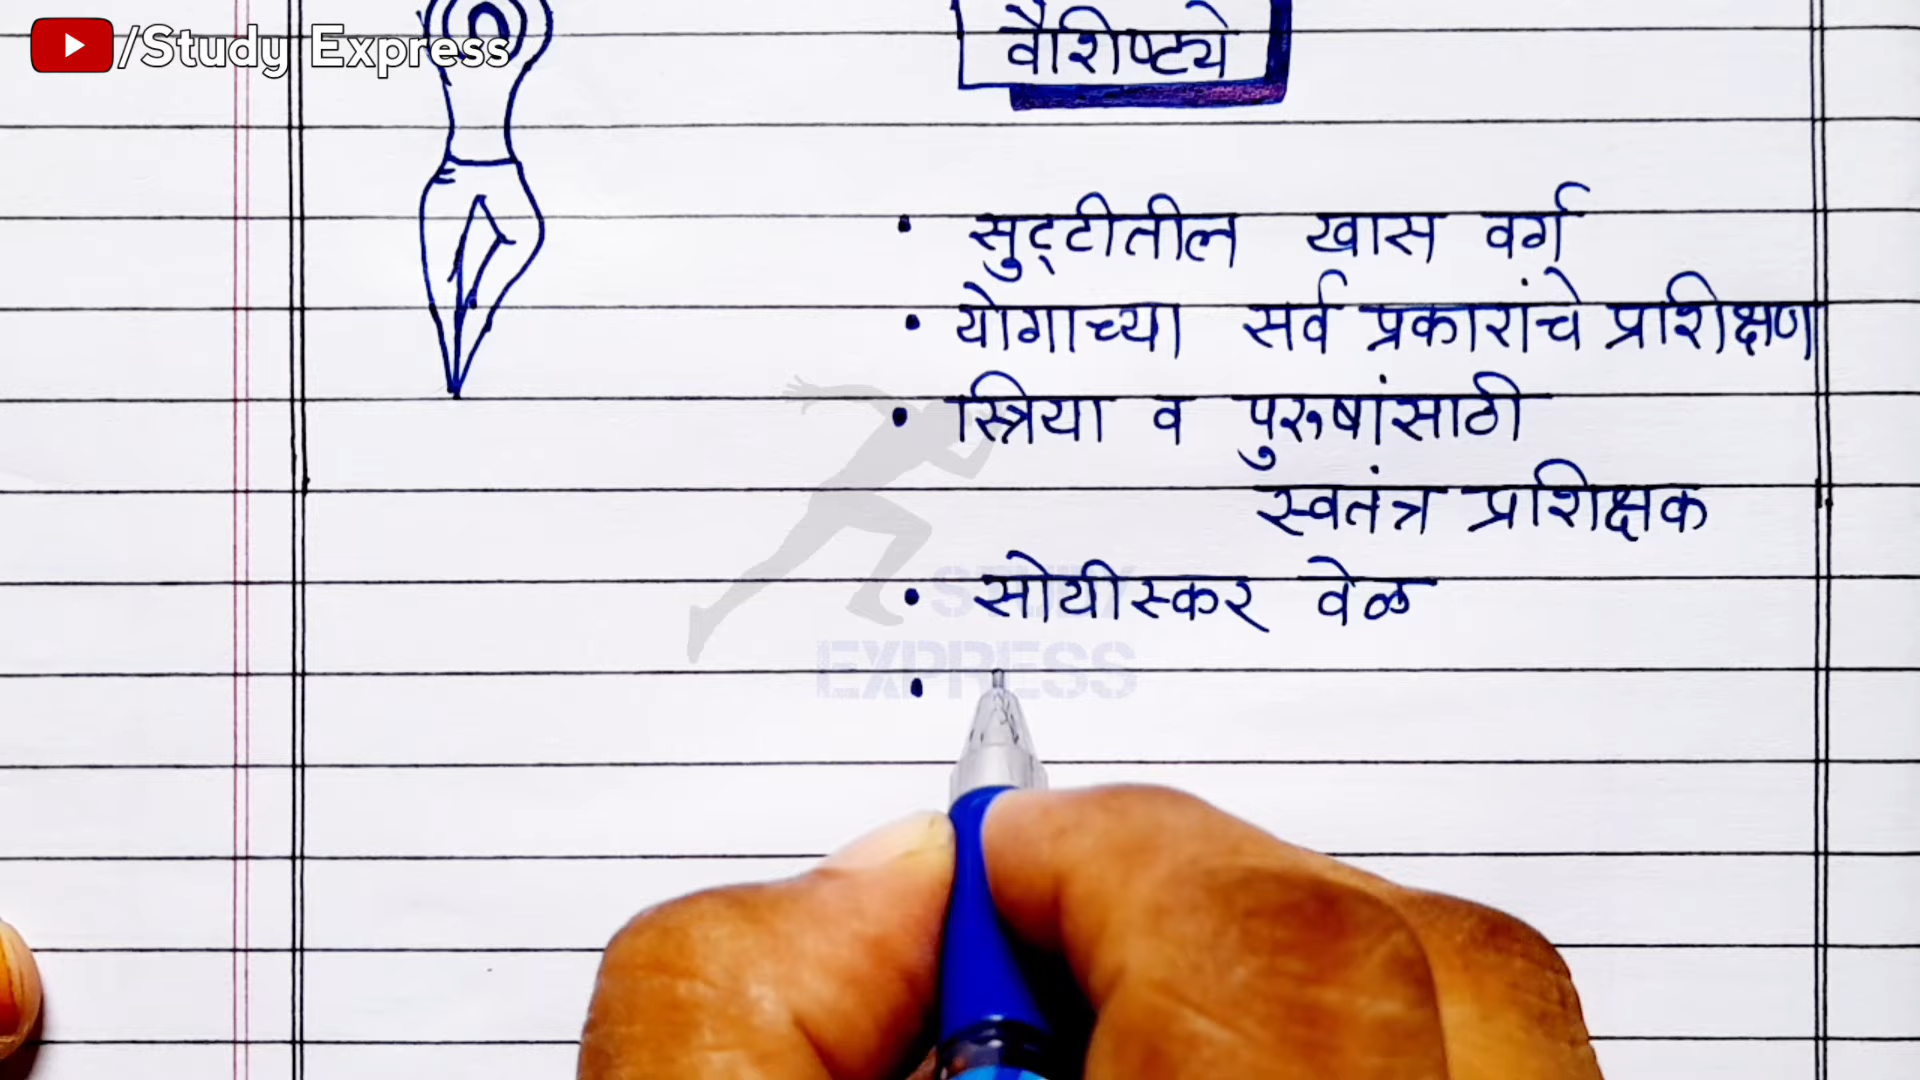 /Study Express
वैशिष्ट्ये
• सुट्टीतील खास वर्ग
• योगाच्या सर्व प्रकारांचे प्रशिक्षण
• स्त्रिया व पुरुषांसाठी
स्वतंत्र प्रशिक्षक
• सोयीस्कर वेळ
•
STUDY
EXPRESS